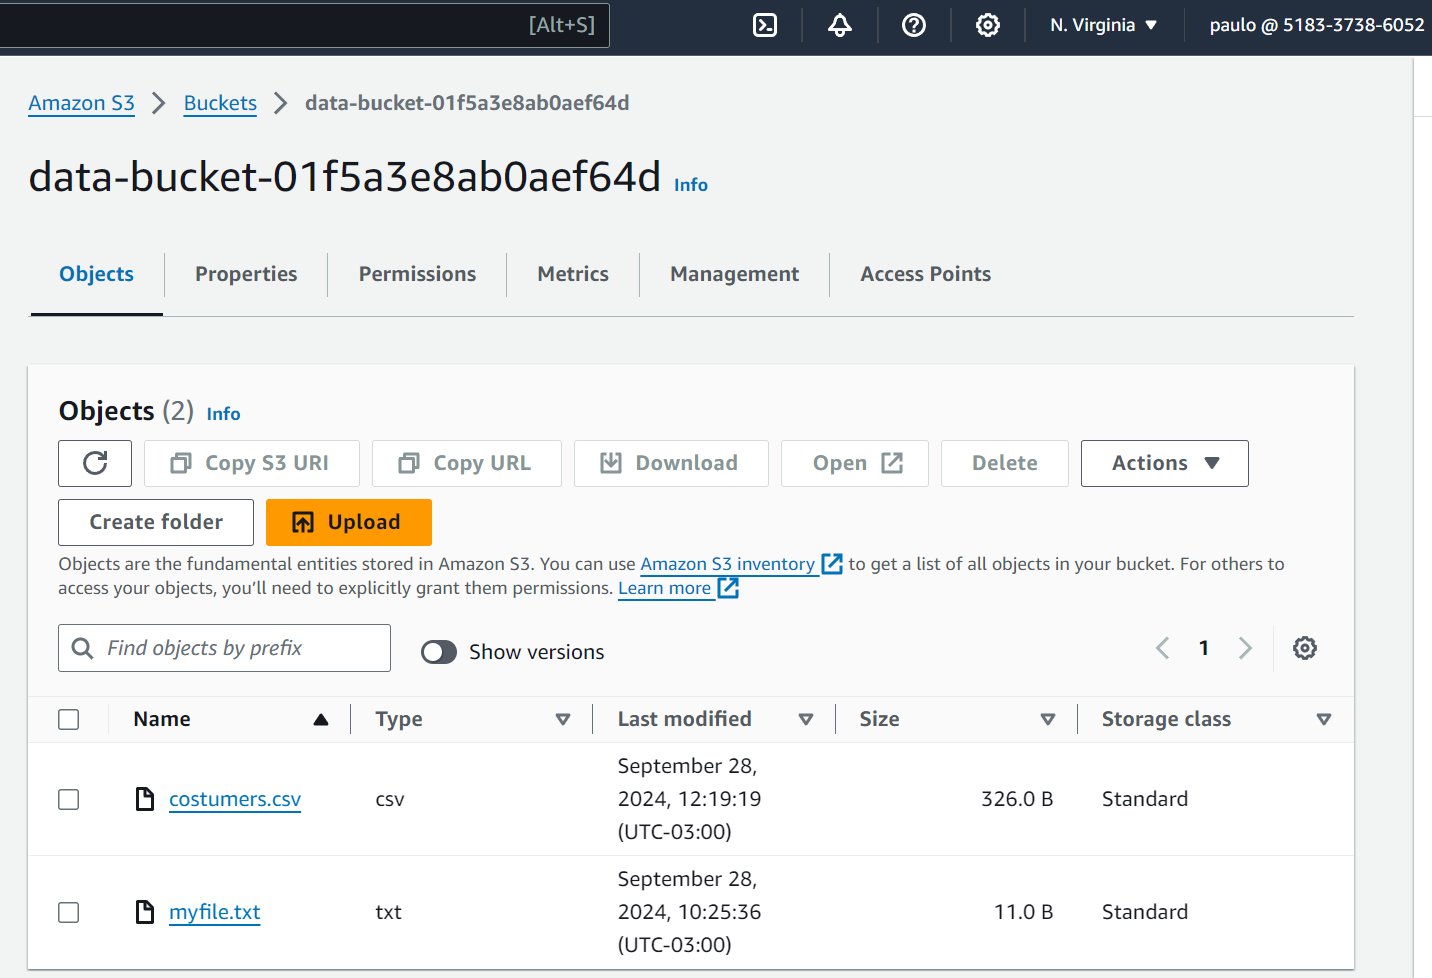 [Alt+S] N. Virginia ▼ paulo @ 5183-3738-6052
Amazon S3 > Buckets > data-bucket-01f5a3e8ab0aef64d
data-bucket-01f5a3e8ab0aef64d Info
Objects Properties Permissions Metrics Management Access Points
Objects (2) Info
Copy S3 URI Copy URL Download Open Delete Actions ▼
Create folder Upload
Objects are the fundamental entities stored in Amazon S3. You can use Amazon S3 inventory to get a list of all objects in your bucket. For others to
access your objects, you’ll need to explicitly grant them permissions. Learn more
Find objects by prefix Show versions < 1 >
Name Type Last modified Size Storage class
costumers.csv csv September 28, 2024, 12:19:19 (UTC-03:00) 326.0 B Standard
myfile.txt txt September 28, 2024, 10:25:36 (UTC-03:00) 11.0 B Standard